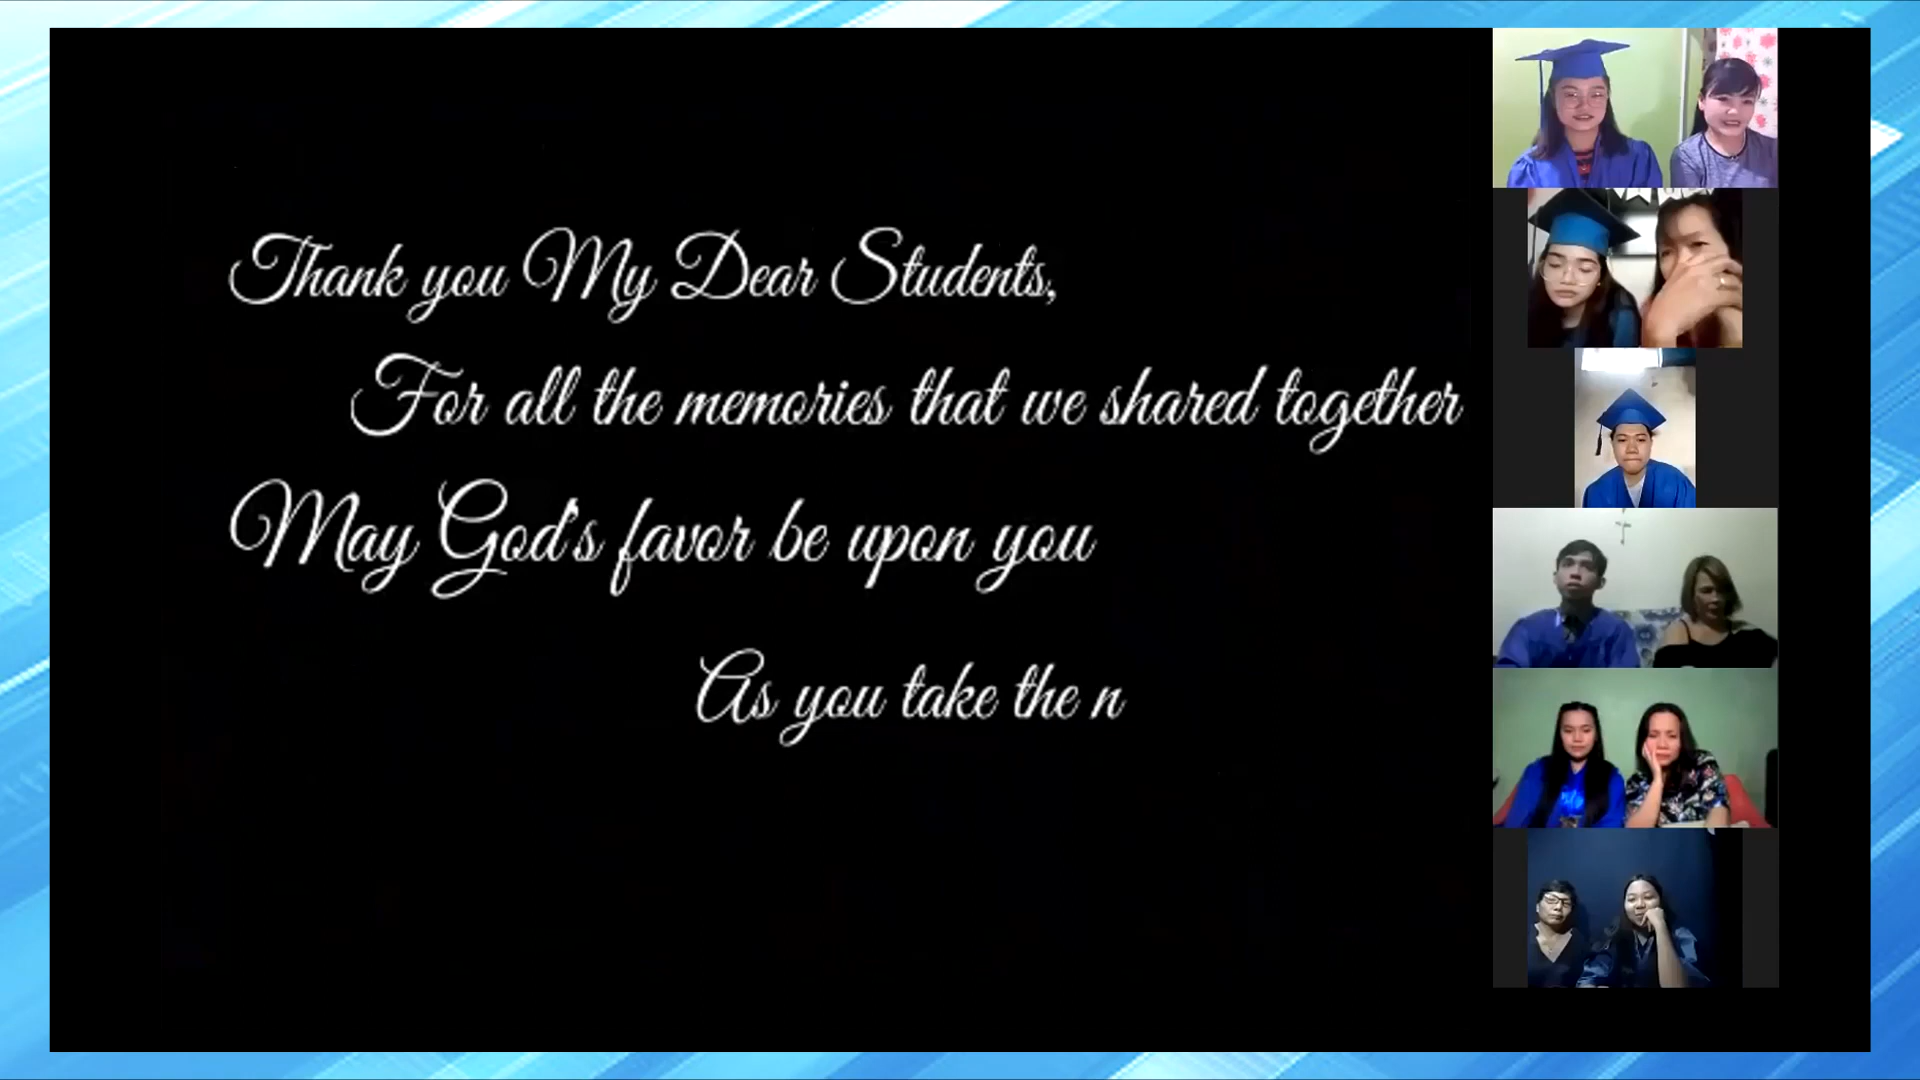 Thank you My Dear Students,
For all the memories that we shared together
May God's favor be upon you
As you take the n